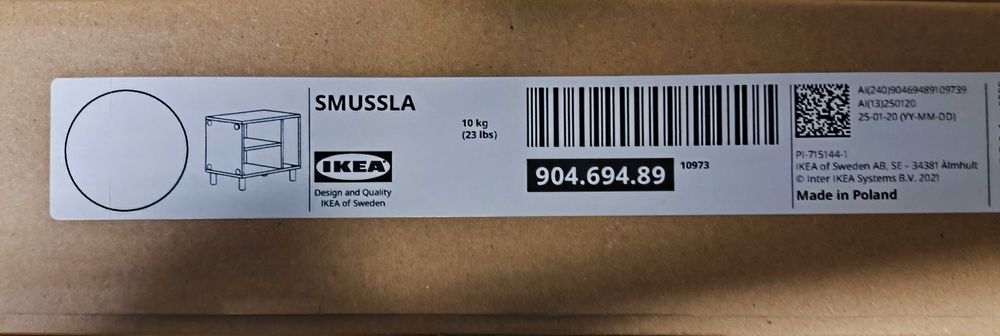 SMUSSLA
10 kg
(23 lbs)
IKEA
Design and Quality
IKEA of Sweden
904.694.89
10973
AI(240)90469489109739
AI(13)250120
25-01-20 (YY-MM-DD)
PI-715144-1
IKEA of Sweden AB, SE - 34381 Älmhult
© Inter IKEA Systems B.V. 2021
Made in Poland